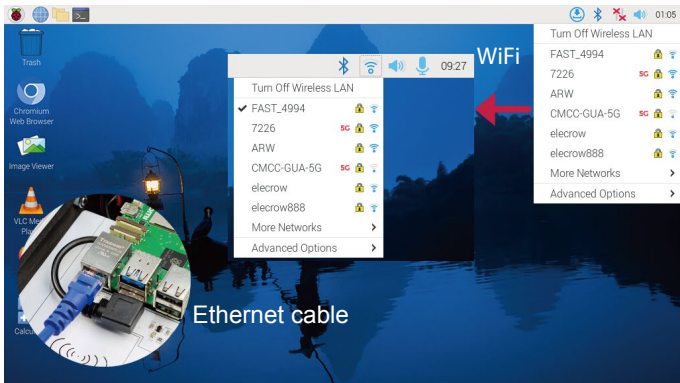 01:05
Turn Off Wireless LAN
FAST_4994
7226 5G
ARW
CMCC-GUA-5G 5G
elecrow
elecrow888
More Networks
Advanced Options
WiFi
09:27
Turn Off Wireless LAN
FAST_4994
7226 5G
ARW
CMCC-GUA-5G 5G
elecrow
elecrow888
More Networks
Advanced Options
Trash
Chromium
Web Browser
Image Viewer
VLC Me
Pla
Calcu
Ethernet cable